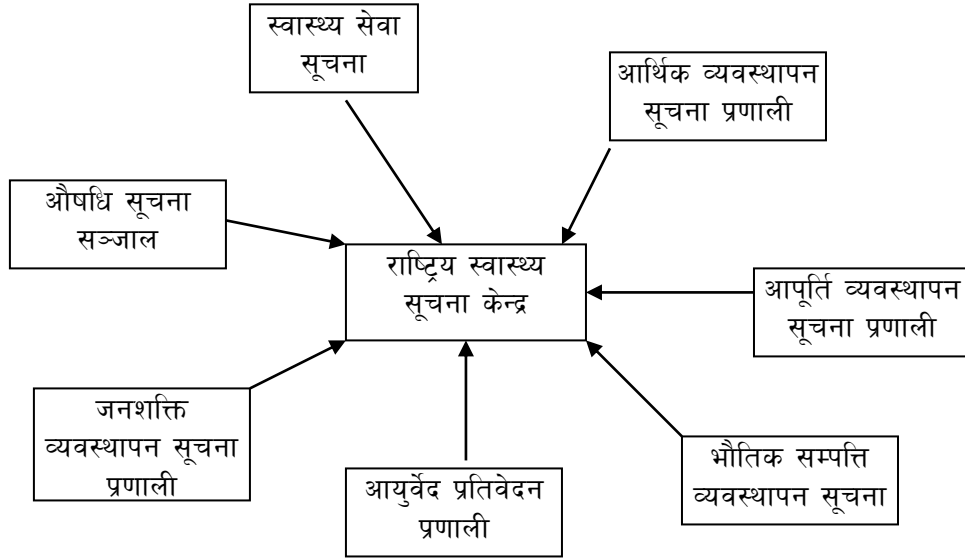 स्वास्थ्य सेवा
सूचना
आर्थिक व्यवस्थापन
सूचना प्रणाली
औषधि सूचना
सञ्जाल
राष्ट्रिय स्वास्थ्य
सूचना केन्द्र
आपूर्ति व्यवस्थापन
सूचना प्रणाली
जनशक्ति
व्यवस्थापन सूचना
प्रणाली
आयुर्वेद प्रतिवेदन
प्रणाली
भौतिक सम्पत्ति
व्यवस्थापन सूचना